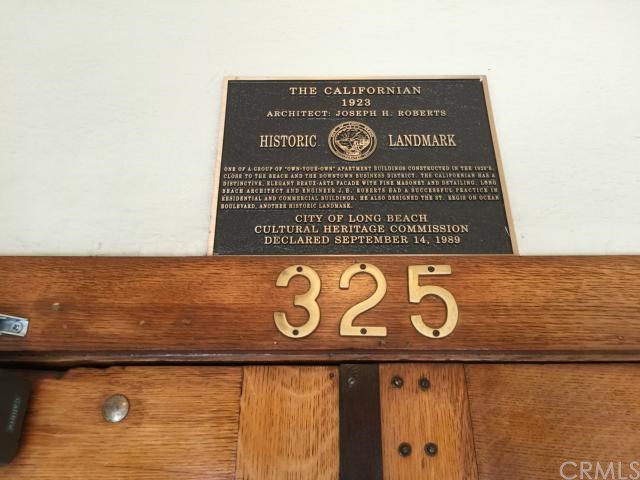 THE CALIFORNIAN
1923
ARCHITECT: JOSEPH H. ROBERTS
HISTORIC LANDMARK
ONE OF A GROUP OF "OWN-YOUR-OWN" APARTMENT BUILDINGS CONSTRUCTED IN THE 1920'S,
CLOSE TO THE BEACH AND THE DOWNTOWN BUSINESS DISTRICT. THE CALIFORNIAN HAS A
DISTINCTIVE, ELEGANT BEAUX-ARTS FACADE WITH FINE MASONRY AND DETAILING. LONG
BEACH ARCHITECT AND ENGINEER J. H. ROBERTS HAD A SUCCESSFUL PRACTICE IN
RESIDENTIAL AND COMMERCIAL BUILDINGS. HE ALSO DESIGNED THE ST. REGIS ON OCEAN
BOULEVARD, ANOTHER HISTORIC LANDMARK.
CITY OF LONG BEACH
CULTURAL HERITAGE COMMISSION
DECLARED SEPTEMBER 14, 1989
325
CRMLS